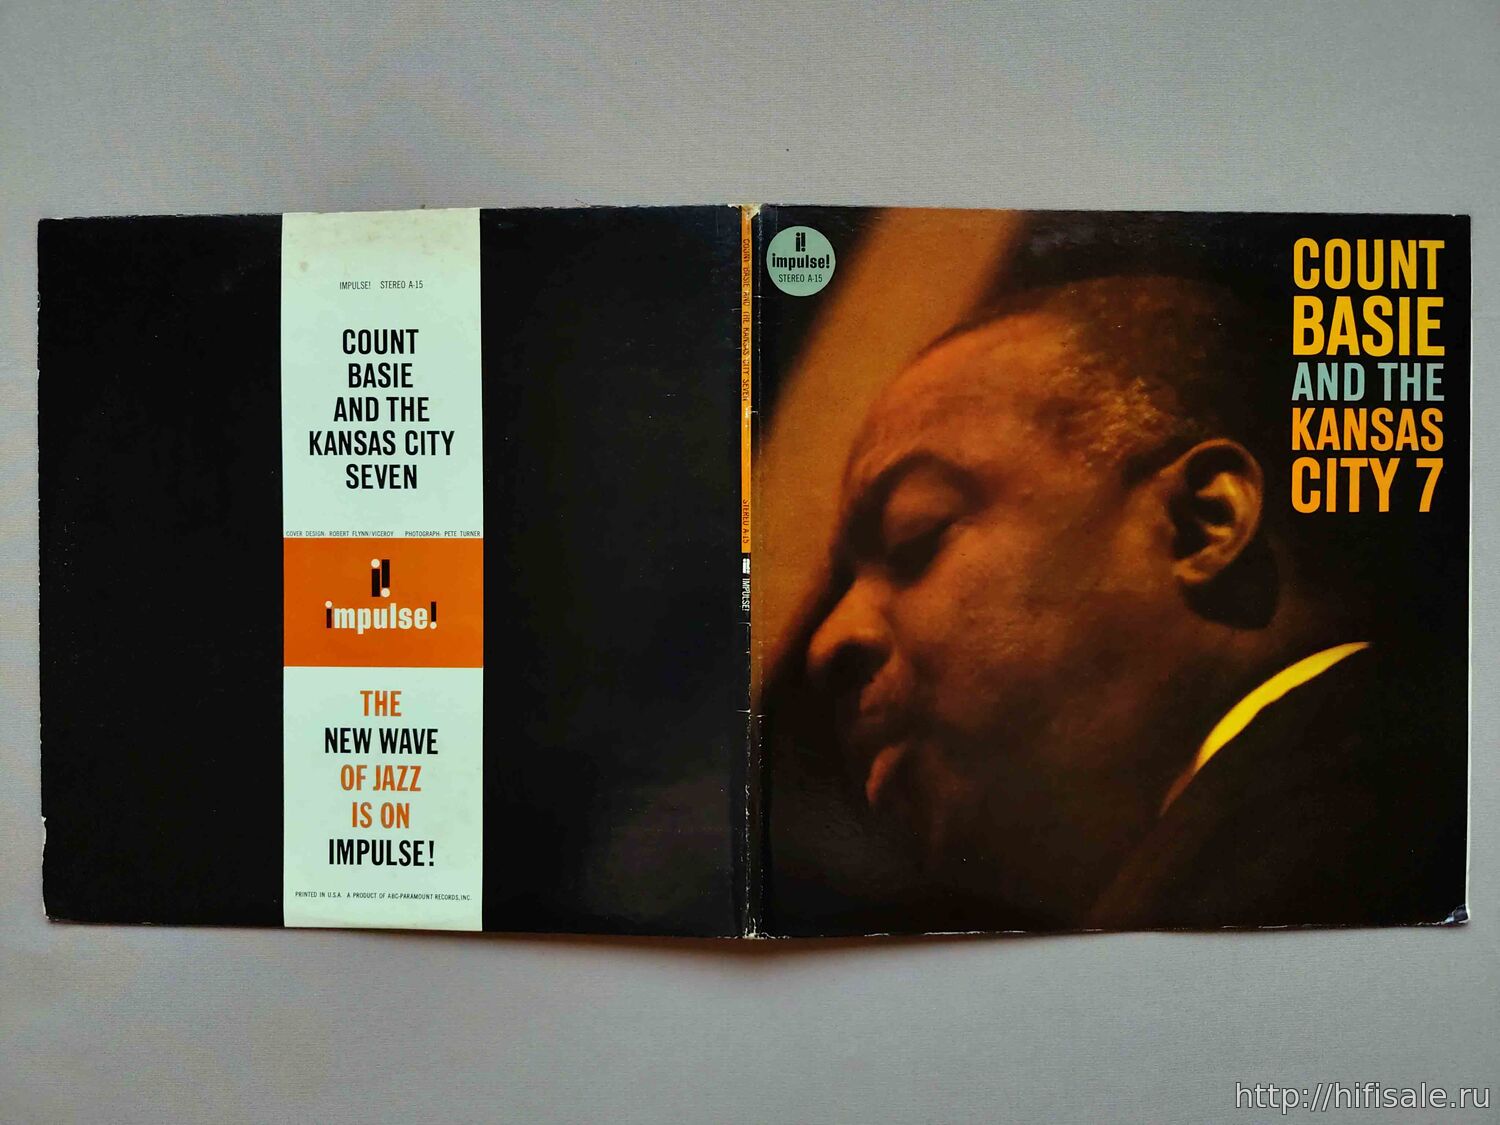 IMPULSE! STEREO A-15
COUNT
BASIE
AND THE
KANSAS CITY
SEVEN
COVER DESIGN: ROBERT FLYNN/VICEROY PHOTOGRAPH: PETE TURNER
i!
impulse!
THE
NEW WAVE
OF JAZZ
IS ON
IMPULSE!
PRINTED IN U.S.A. A PRODUCT OF ABC-PARAMOUNT RECORDS, INC.
COUNT BASIE AND THE KANSAS CITY SEVEN
STEREO A-15
i! IMPULSE!
i!
impulse!
STEREO A-15
COUNT
BASIE
AND THE
KANSAS
CITY 7
http://hifisale.ru